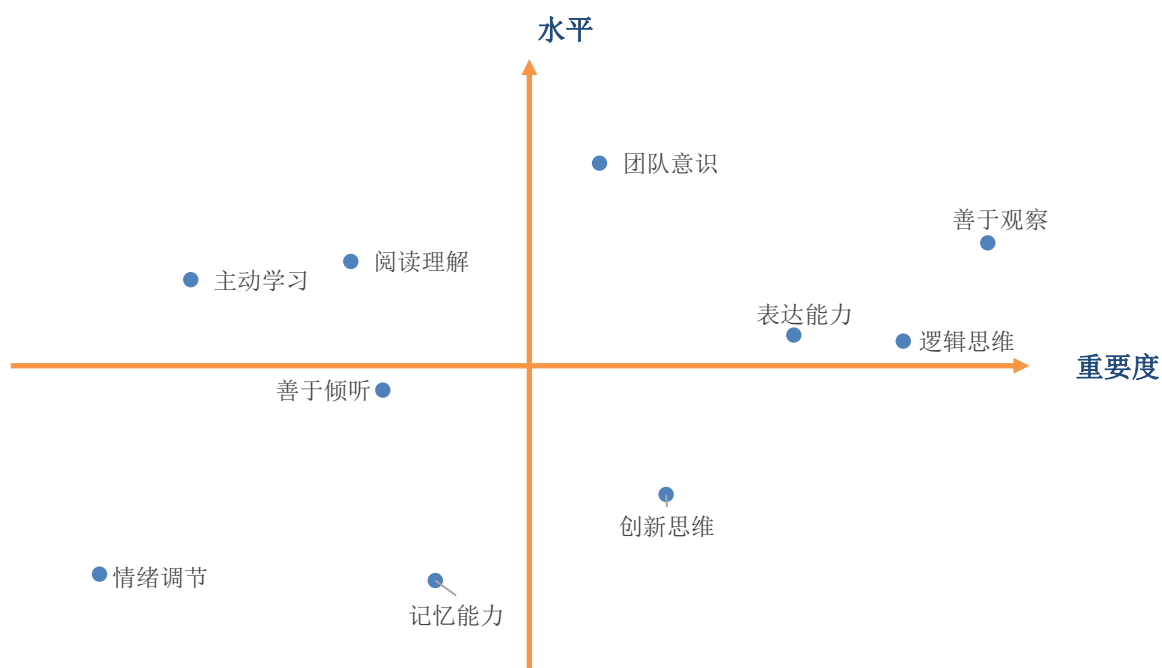 水平
团队意识
善于观察
阅读理解
主动学习
表达能力
逻辑思维
重要度
善于倾听
创新思维
情绪调节
记忆能力